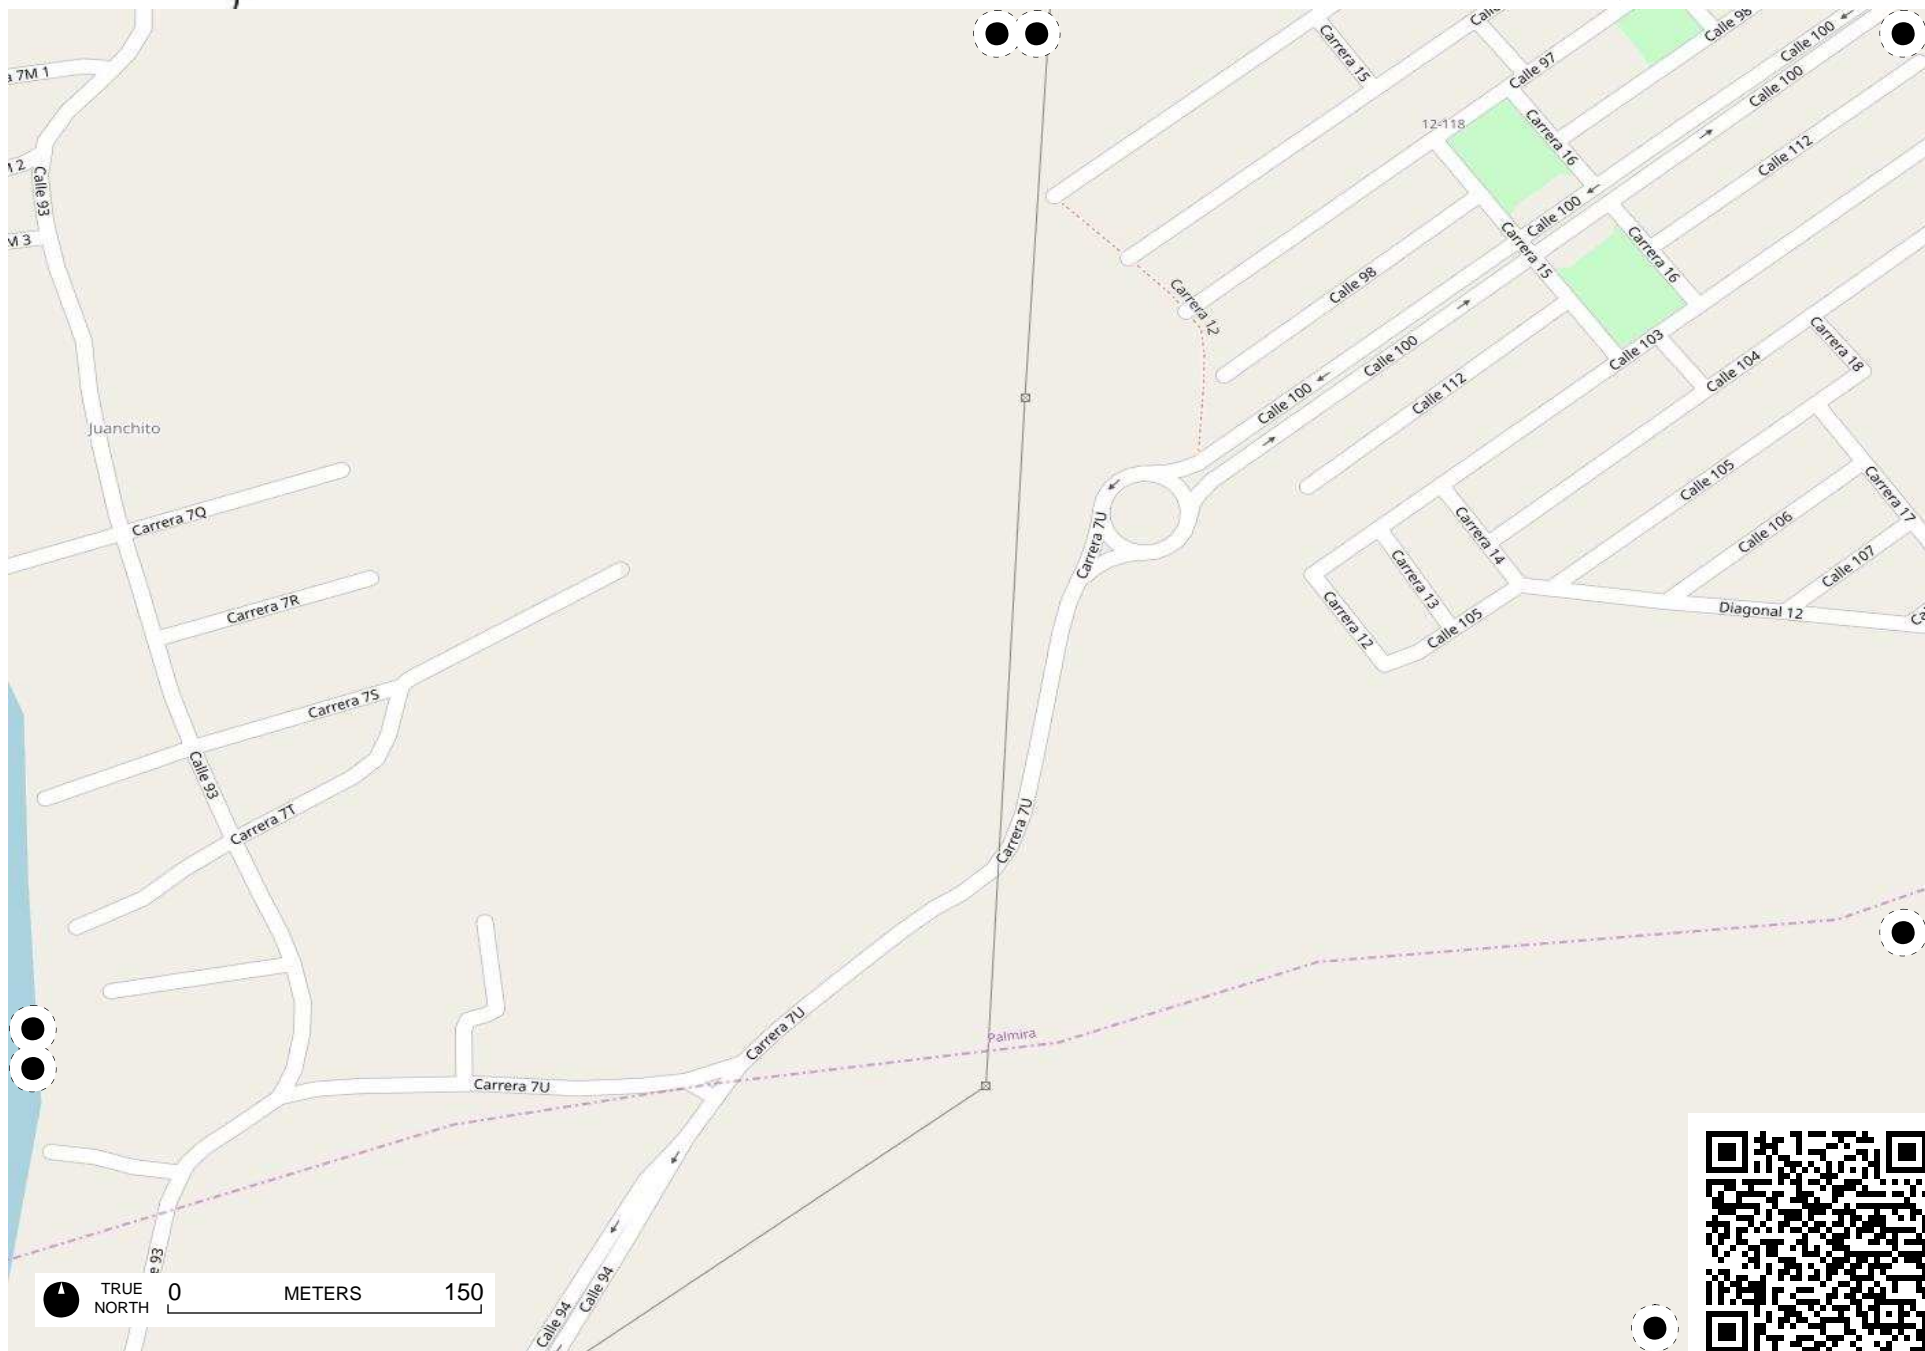 Carrera 15
Calle 97
Calle 98
Calle 100
Calle 100
7M 1
12-118
Carrera 16
Calle 112
2
Calle 93
Calle 100
M 3
Carrera 15
Carrera 16
Carrera 12
Calle 98
Calle 100
Calle 103
Calle 104
Carrera 18
Calle 100
Calle 112
Juanchito
Carrera 7Q
Carrera 7U
Calle 105
Carrera 17
Carrera 14
Calle 106
Calle 107
Carrera 13
Carrera 7R
Carrera 12
Calle 105
Diagonal 12
Carrera 7S
Calle 93
Carrera 7T
Carrera 7U
Carrera 7U
Palmira
Carrera 7U
93
Calle 94
Calle 94
TRUE NORTH
0 METERS 150